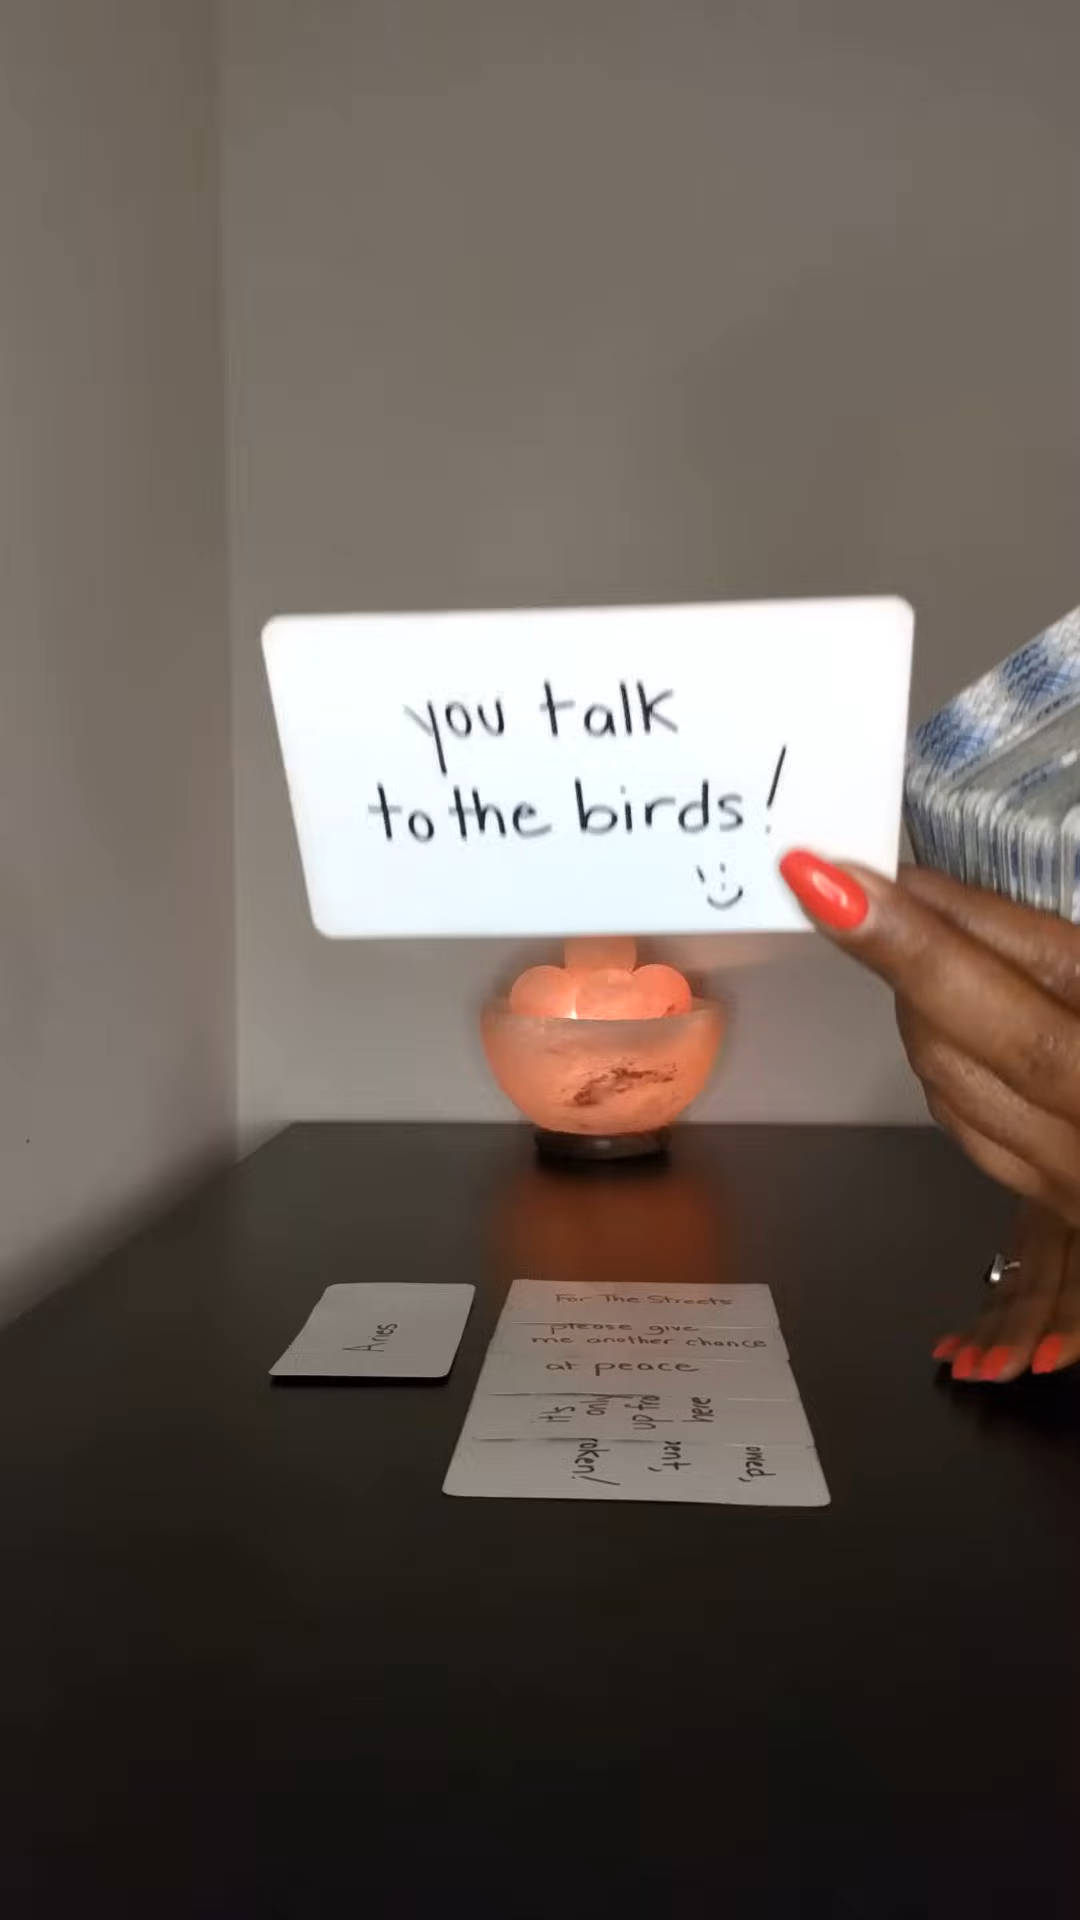 you talk
to the birds!
Aries
For The Streets
please give
me another chance
at peace
it's
only
up fro
here